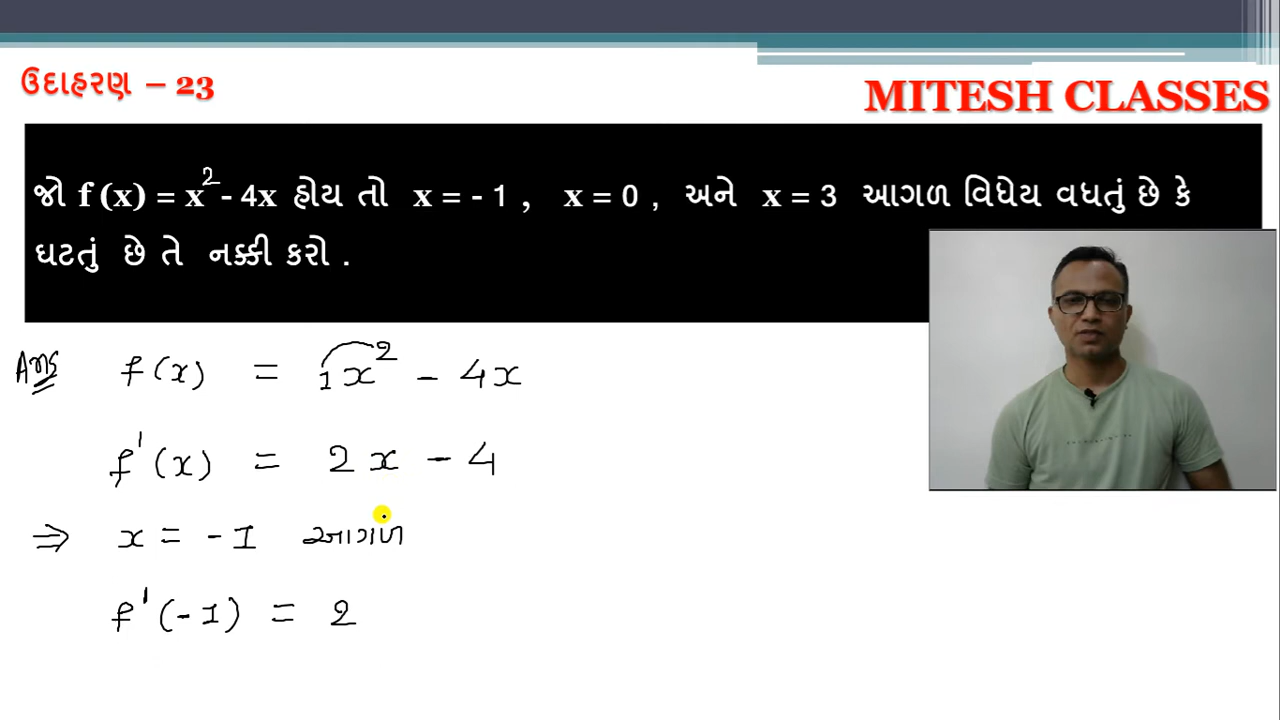 ઉદાહરણ – 23
MITESH CLASSES
જો f (x) = x² - 4x હોય તો x = - 1 , x = 0 , અને x = 3 આગળ વિધેય વધતું છે કે
ઘટતું છે તે નક્કી કરો .
Ans f(x) = 1x² - 4x
f'(x) = 2x - 4
⇒ x = -1 આગળ
f'(-1) = 2